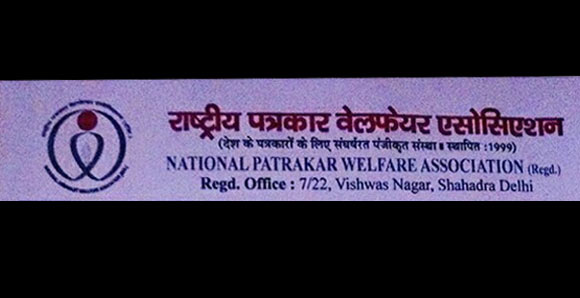 राष्ट्रीय पत्रकार वेलफेयर एसोसिएशन
(देश के पत्रकारों के लिए संघर्षरत पंजीकृत संस्था ॥ स्थापित :1999)
NATIONAL PATRAKAR WELFARE ASSOCIATION (Regd.)
Regd. Office : 7/22, Vishwas Nagar, Shahadra Delhi